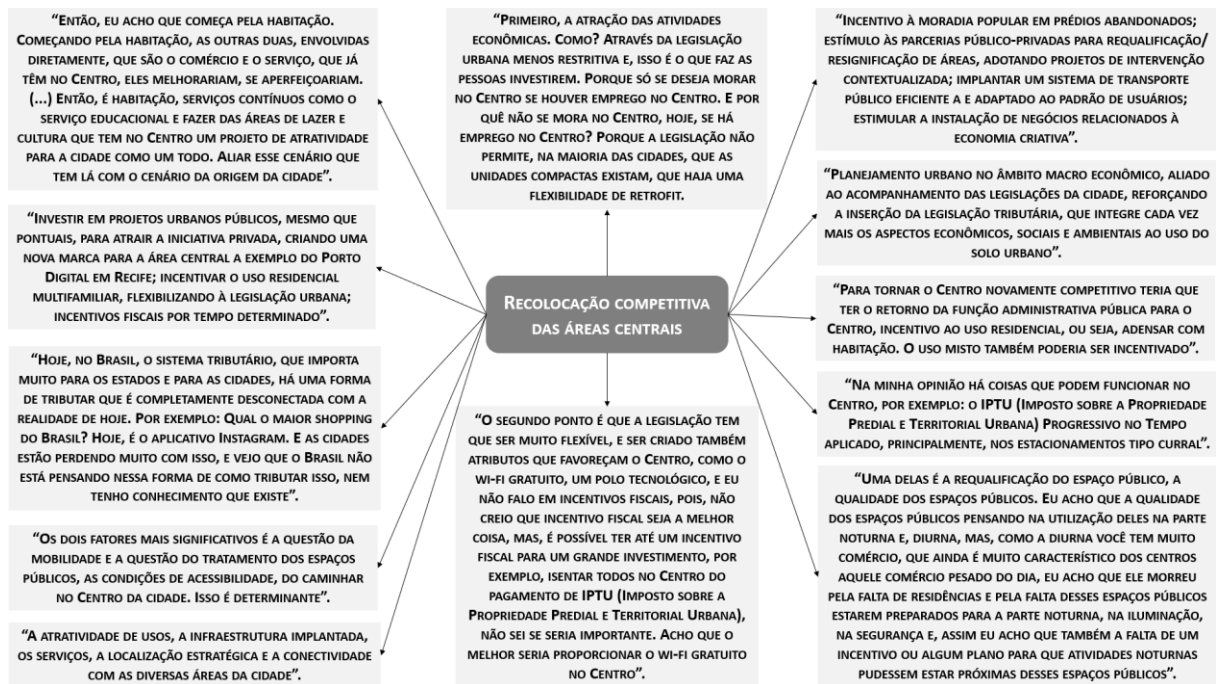 “Então, eu acho que começa pela habitação.
Começando pela habitação, as outras duas, envolvidas
diretamente, que são o comércio e o serviço, que já
têm no Centro, eles melhorariam, se aperfeiçoariam.
(...) Então, é habitação, serviços contínuos como o
serviço educacional e fazer das áreas de lazer e
cultura que tem no Centro um projeto de atratividade
para a cidade como um todo. Aliar esse cenário que
tem lá com o cenário da origem da cidade”.
“Investir em projetos urbanos públicos, mesmo que
pontuais, para atrair a iniciativa privada, criando uma
nova marca para a área central a exemplo do Porto
Digital em Recife; incentivar o uso residencial
multifamiliar, flexibilizando à legislação urbana;
incentivos fiscais por tempo determinado”.
“Hoje, no Brasil, o sistema tributário, que importa
muito para os estados e para as cidades, há uma forma
de tributar que é completamente desconectada com a
realidade de hoje. Por exemplo: Qual o maior shopping
do Brasil? Hoje, é o aplicativo Instagram. E as cidades
estão perdendo muito com isso, e vejo que o Brasil não
está pensando nessa forma de como tributar isso, nem
tenho conhecimento que existe”.
“Os dois fatores mais significativos é a questão da
mobilidade e a questão do tratamento dos espaços
públicos, as condições de acessibilidade, do caminhar
no Centro da cidade. Isso é determinante”.
“A atratividade de usos, a infraestrutura implantada,
os serviços, a localização estratégica e a conectividade
com as diversas áreas da cidade”.
“Primeiro, a atração das atividades
econômicas. Como? Através da legislação
urbana menos restritiva e, isso é o que faz as
pessoas investirem. Porque só se deseja morar
no Centro se houver emprego no Centro. E por
quê não se mora no Centro, hoje, se há
emprego no Centro? Porque a legislação não
permite, na maioria das cidades, que as
unidades compactas existam, que haja uma
flexibilidade de retrofit.
Recolocação competitiva
das áreas centrais
“O segundo ponto é que a legislação tem
que ser muito flexível, e ser criado também
atributos que favoreçam o Centro, como o
wi-fi gratuito, um polo tecnológico, e eu
não falo em incentivos fiscais, pois, não
creio que incentivo fiscal seja a melhor
coisa, mas, é possível ter até um incentivo
fiscal para um grande investimento, por
exemplo, isentar todos no Centro do
pagamento de IPTU (Imposto sobre a
Propriedade Predial e Territorial Urbana),
não sei se seria importante. Acho que o
melhor seria proporcionar o wi-fi gratuito
no Centro”.
“Incentivo à moradia popular em prédios abandonados;
estímulo às parcerias público-privadas para requalificação/
resignificação de áreas, adotando projetos de intervenção
contextualizada; implantar um sistema de transporte
público eficiente a e adaptado ao padrão de usuários;
estimular a instalação de negócios relacionados à
economia criativa”.
“Planejamento urbano no âmbito macro econômico, aliado
ao acompanhamento das legislações da cidade, reforçando
a inserção da legislação tributária, que integre cada vez
mais os aspectos econômicos, sociais e ambientais ao uso do
solo urbano”.
“Para tornar o Centro novamente competitivo teria que
ter o retorno da função administrativa pública para o
Centro, incentivo ao uso residencial, ou seja, adensar com
habitação. O uso misto também poderia ser incentivado”.
“Na minha opinião há coisas que podem funcionar no
Centro, por exemplo: o IPTU (Imposto sobre a Propriedade
Predial e Territorial Urbana) Progressivo no Tempo
aplicado, principalmente, nos estacionamentos tipo curral”.
“Uma delas é a requalificação do espaço público, a
qualidade dos espaços públicos. Eu acho que a qualidade
dos espaços públicos pensando na utilização deles na parte
noturna e, diurna, mas, como a diurna você tem muito
comércio, que ainda é muito característico dos centros
aquele comércio pesado do dia, eu acho que ele morreu
pela falta de residências e pela falta desses espaços públicos
estarem preparados para a parte noturna, na iluminação,
na segurança e, assim eu acho que também a falta de um
incentivo ou algum plano para que atividades noturnas
pudessem estar próximas desses espaços públicos”.